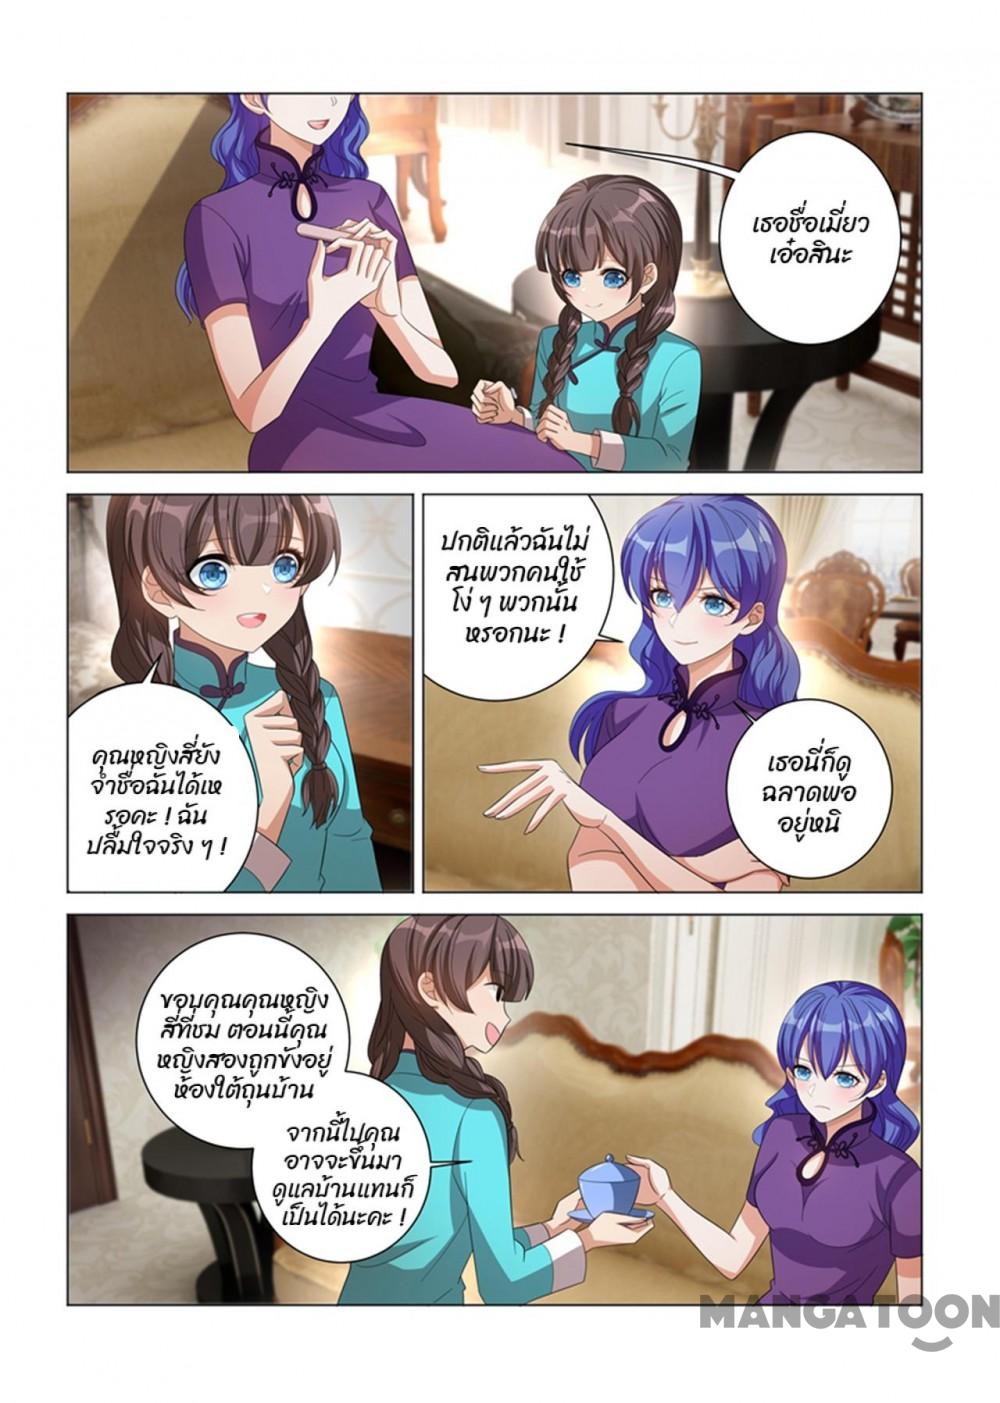 เธอชื่อเมี่ยว
เอ๋อสินะ
คุณหญิงสี่ยัง
จำชื่อฉันได้เห
รอคะ ! ฉัน
ปลื้มใจจริง ๆ !
ปกติแล้วฉันไม่
สนพวกคนใช้
โง่ ๆ พวกนั้น
หรอกนะ !
เธอนี่ก็ดู
ฉลาดพอ
อยู่หนิ
ขอบคุณคุณหญิง
สี่ที่ชม ตอนนี้คุณ
หญิงสองถูกขังอยู่
ห้องใต้ถุนบ้าน
จากนี้ไปคุณ
อาจจะขึ้นมา
ดูแลบ้านแทนก็
เป็นได้นะคะ !
MANGATOON